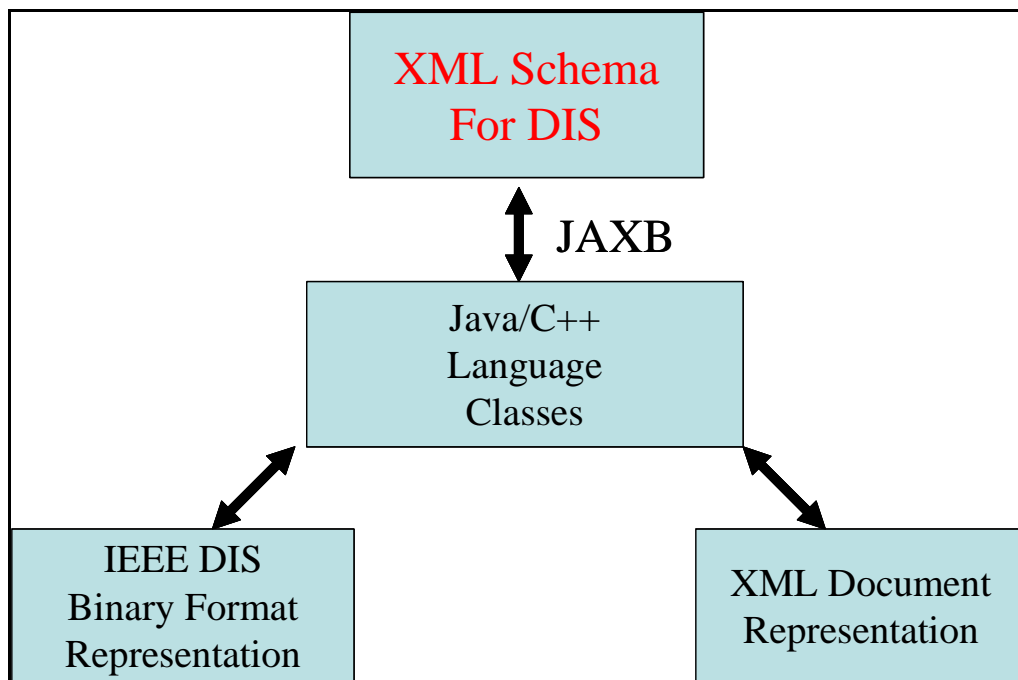 XML Schema
For DIS
JAXB
Java/C++
Language
Classes
IEEE DIS
Binary Format
Representation
XML Document
Representation